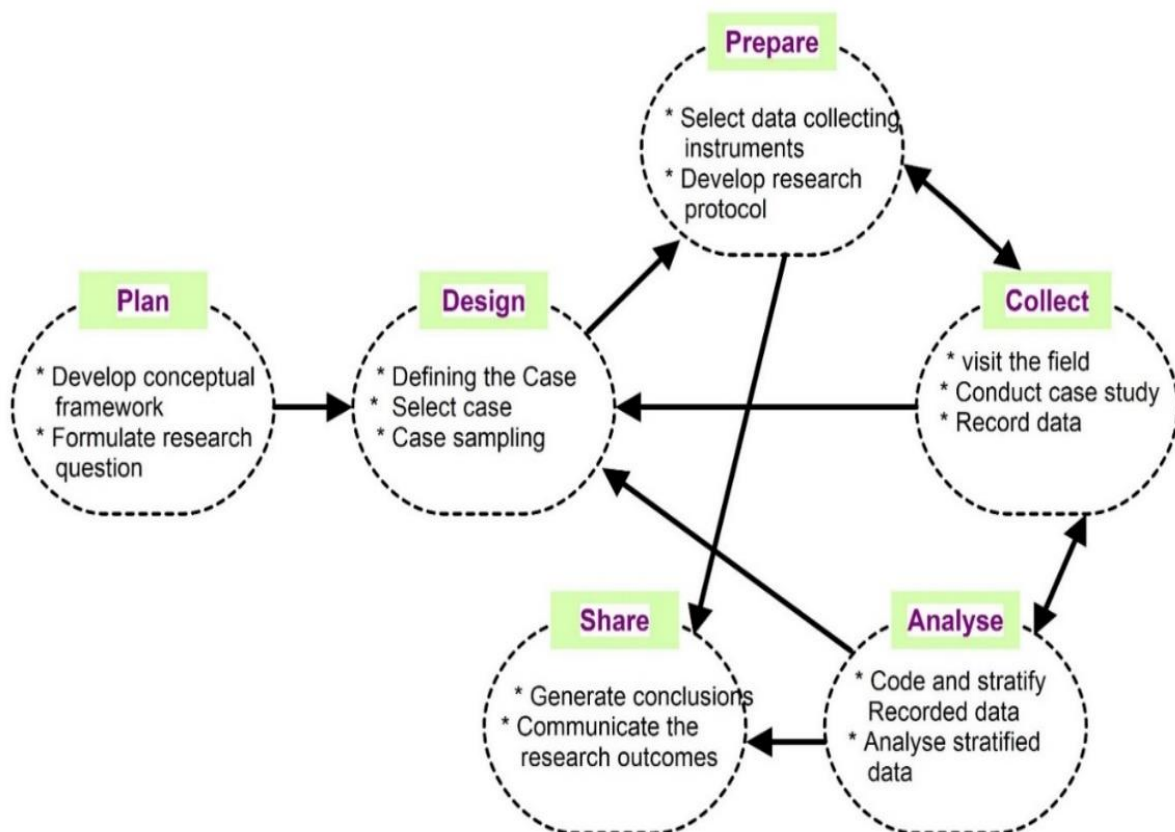 Prepare
* Select data collecting
instruments
* Develop research
protocol
Plan
* Develop conceptual
framework
* Formulate research
question
Design
* Defining the Case
* Select case
* Case sampling
Collect
* visit the field
* Conduct case study
* Record data
Share
* Generate conclusions
* Communicate the
research outcomes
Analyse
* Code and stratify
Recorded data
* Analyse stratified
data